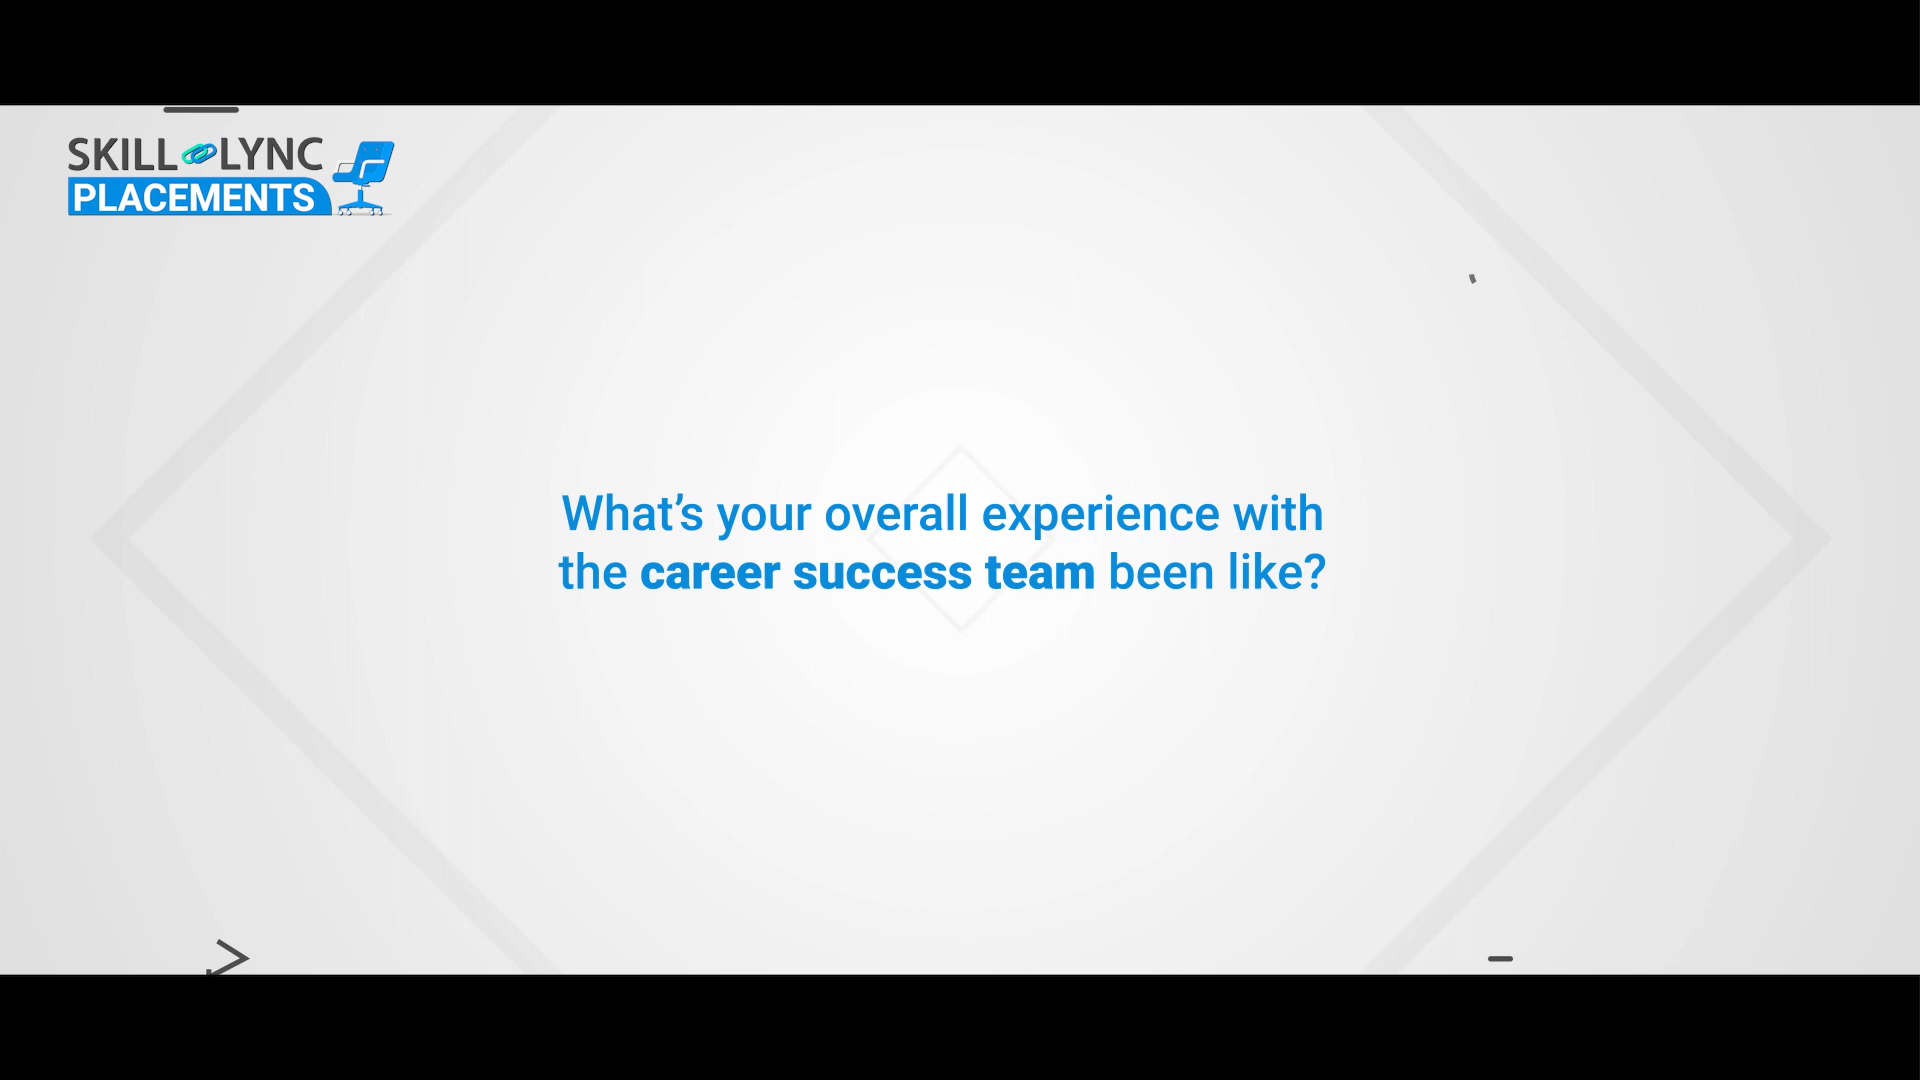 SKILL LYNC
PLACEMENTS
What’s your overall experience with
the career success team been like?